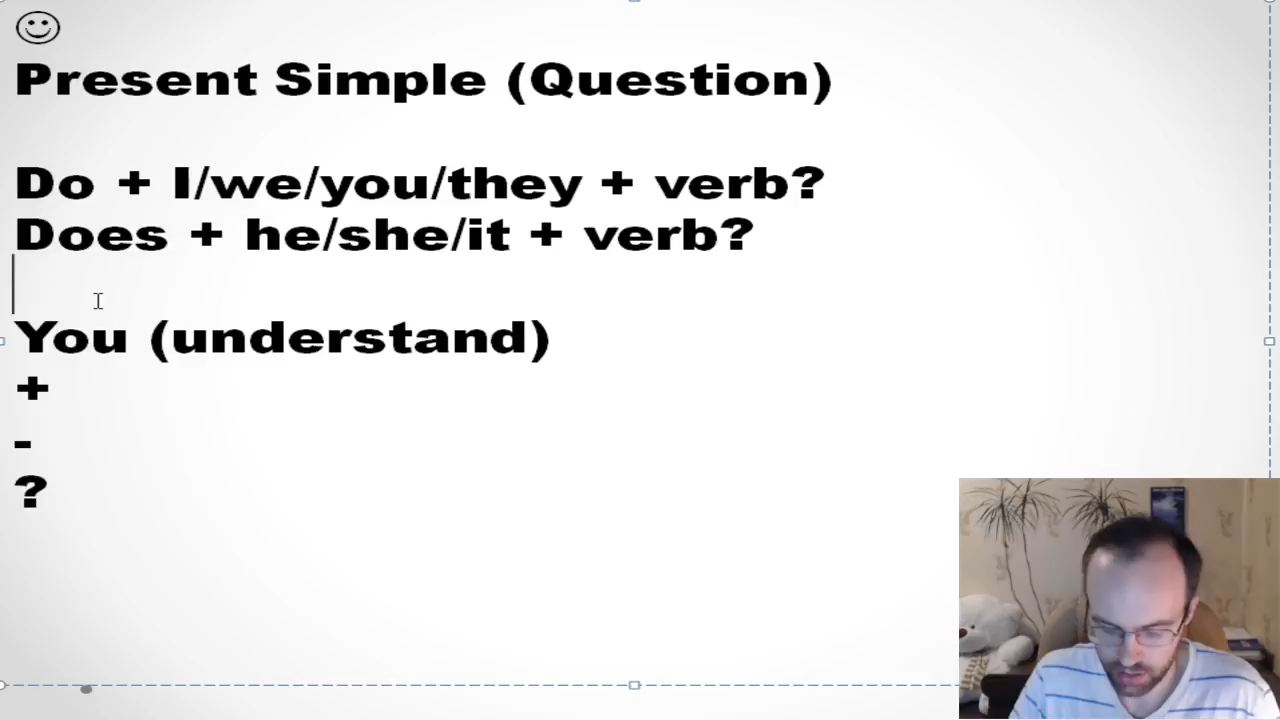 Present Simple (Question)
Do + I/we/you/they + verb?
Does + he/she/it + verb?
You (understand)
+
-
?